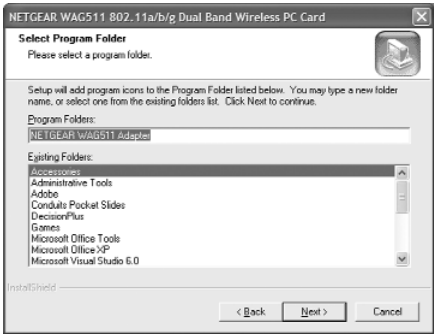 NETGEAR WAG511 802.11a/b/g Dual Band Wireless PC Card
Select Program Folder
Please select a program folder.
Setup will add program icons to the Program Folder listed below. You may type a new folder
name, or select one from the existing folders list. Click Next to continue.
Program Folders:
NETGEAR WAG511 Adapter
Existing Folders:
Accessories
Administrative Tools
Adobe
Conduits Pocket Slides
DecisionPlus
Games
Microsoft Office Tools
Microsoft Office XP
Microsoft Visual Studio 6.0
InstallShield
< Back
Next >
Cancel